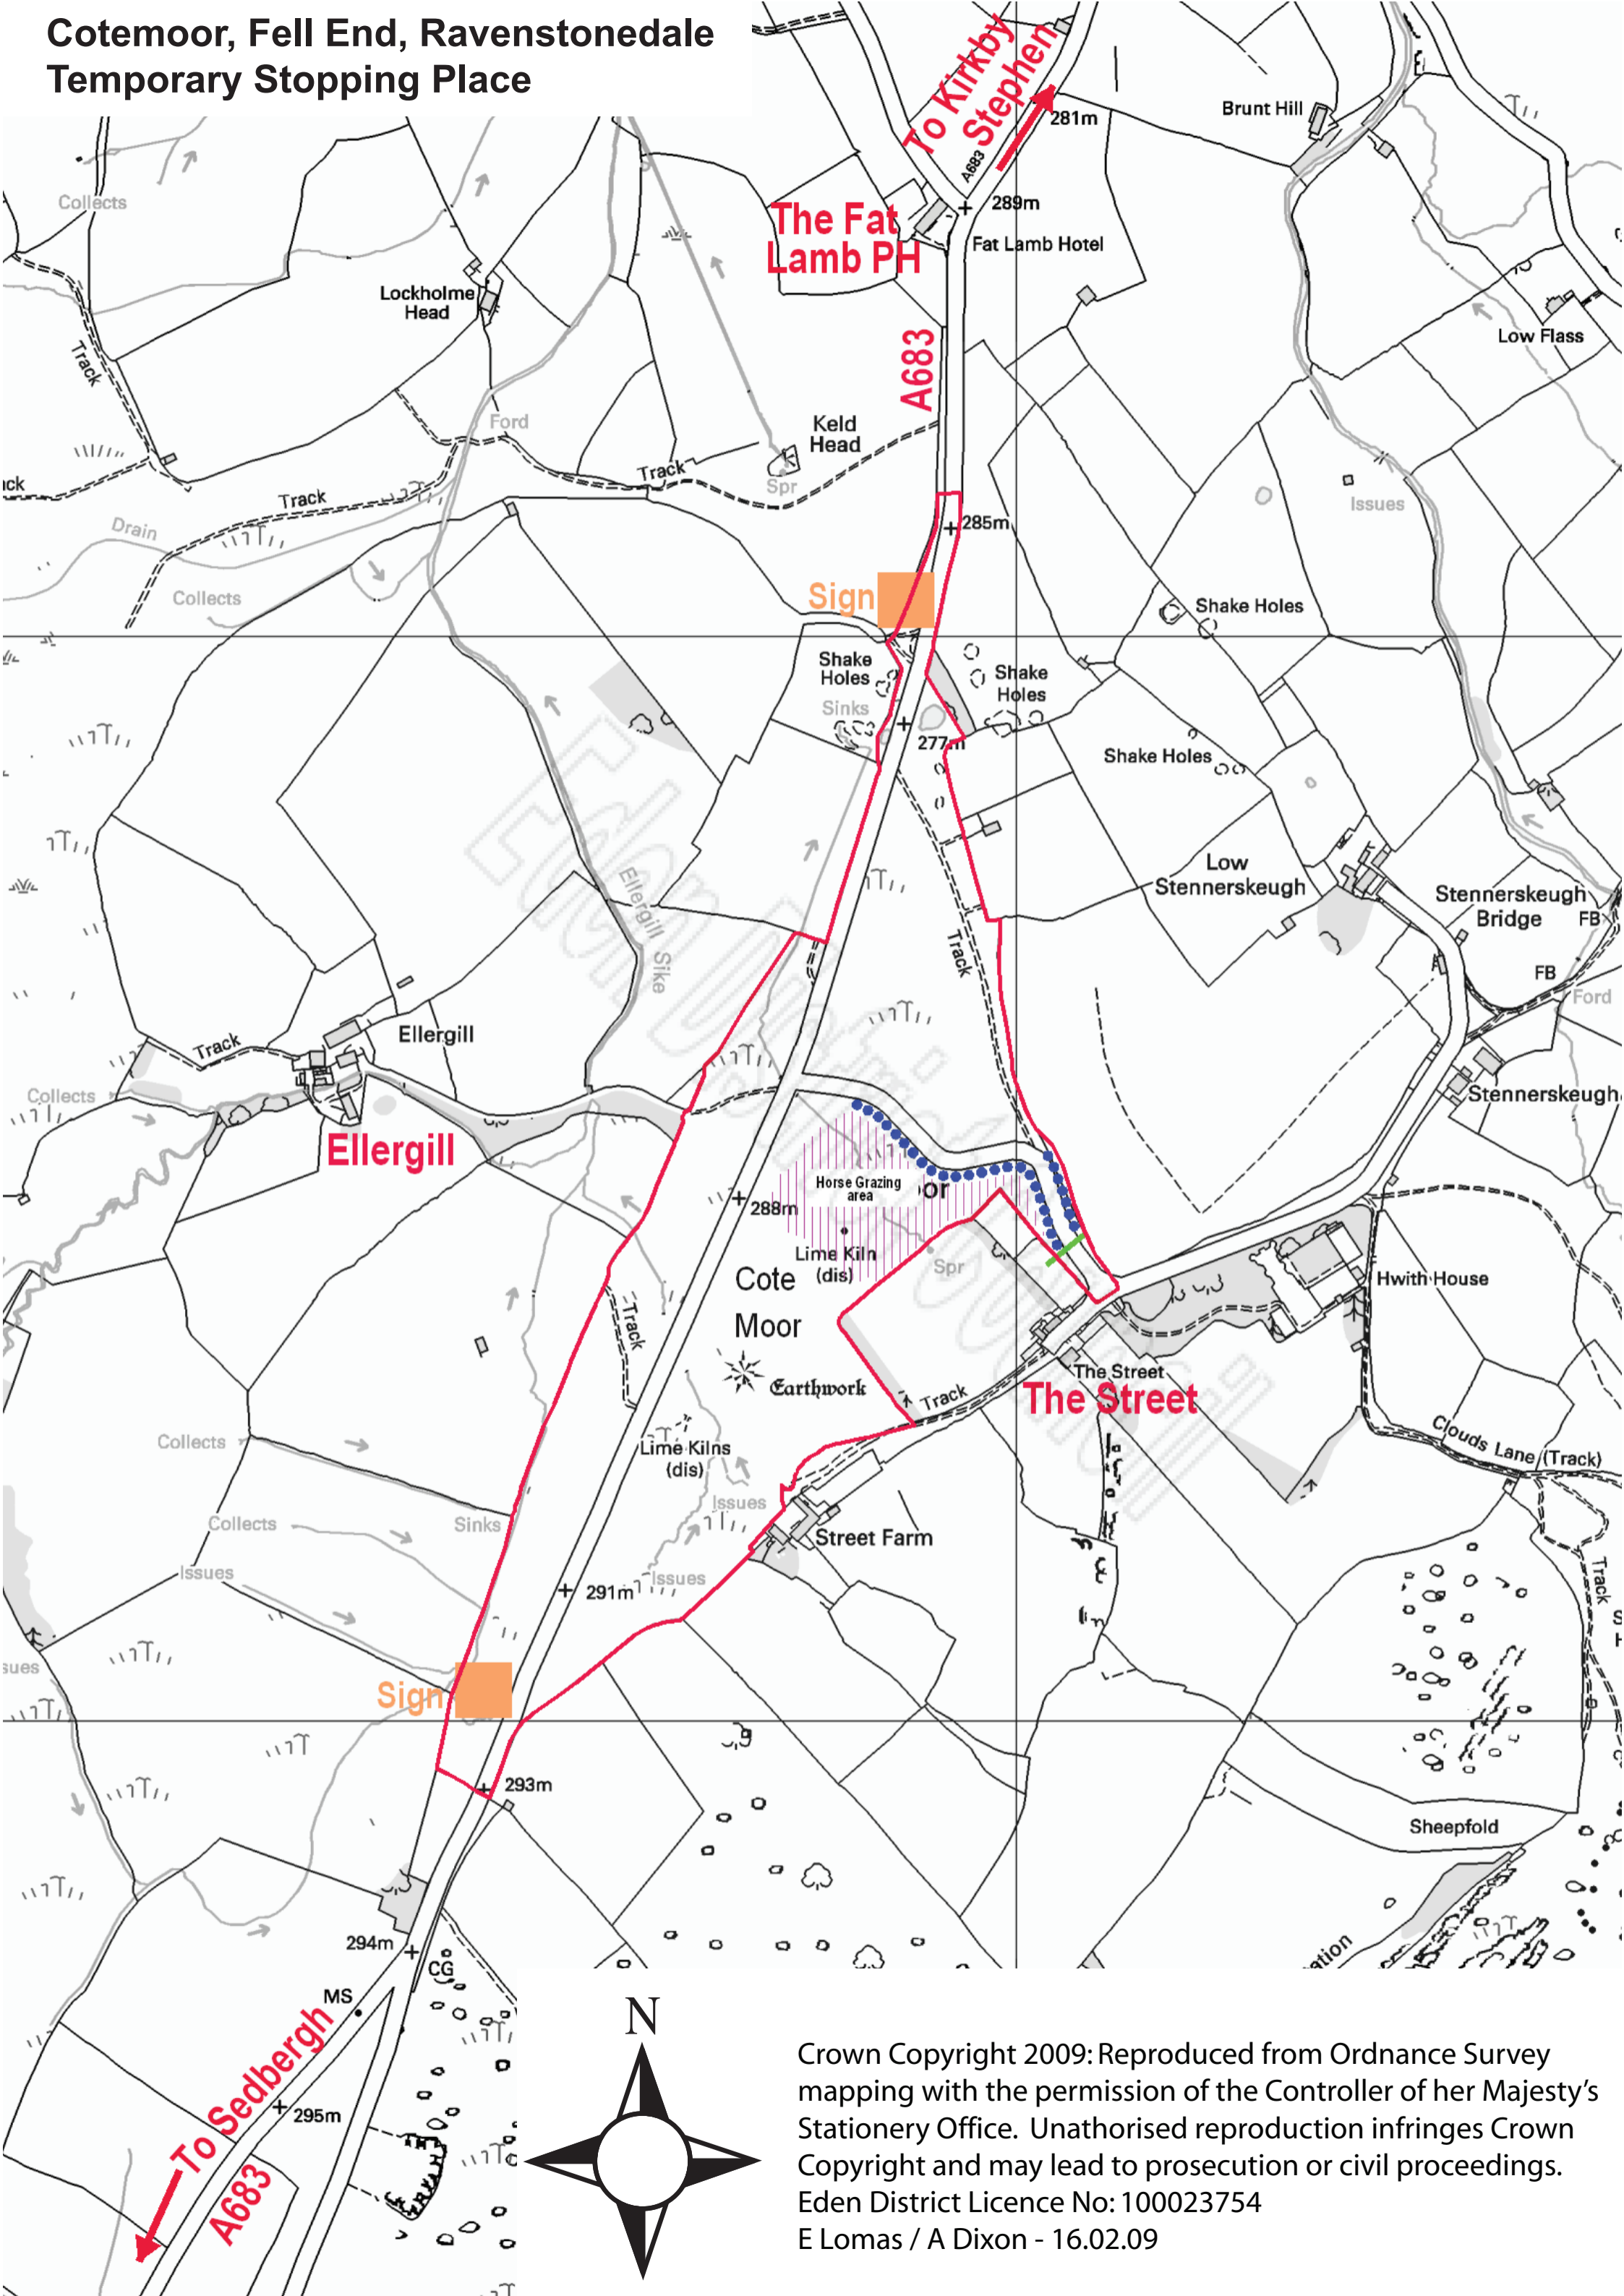 Cotemoor, Fell End, Ravenstonedale
Temporary Stopping Place
To Kirkby
Stephen
A683
281m
Brunt Hill
Collects
289m
The Fat
Lamb PH
Fat Lamb Hotel
Lockholme
Head
Track
Low Flass
A683
Ford
Keld
Head
Track
Spr
ck
Track
Issues
285m
Drain
Collects
Sign
Shake Holes
Shake
Holes
Shake
Holes
Sinks
277m
Shake Holes
Low
Stennerskeugh
Stennerskeugh
Bridge
FB
Ellergill Sike
Track
FB
Ford
Ellergill
Track
Collects
Stennerskeugh
Ellergill
Horse Grazing
area
or
288m
Lime Kiln
(dis)
Spr
Cote
Moor
Hwith House
Track
Earthwork
Track
The Street
The Street
Collects
Lime Kilns
(dis)
Clouds Lane (Track)
Issues
Collects
Sinks
Street Farm
Issues
Issues
291m
Track
sues
Sign
293m
Sheepfold
294m
CG
ation
MS
To Sedbergh
295m
A683
N
Crown Copyright 2009: Reproduced from Ordnance Survey
mapping with the permission of the Controller of her Majesty's
Stationery Office. Unathorised reproduction infringes Crown
Copyright and may lead to prosecution or civil proceedings.
Eden District Licence No: 100023754
E Lomas / A Dixon - 16.02.09